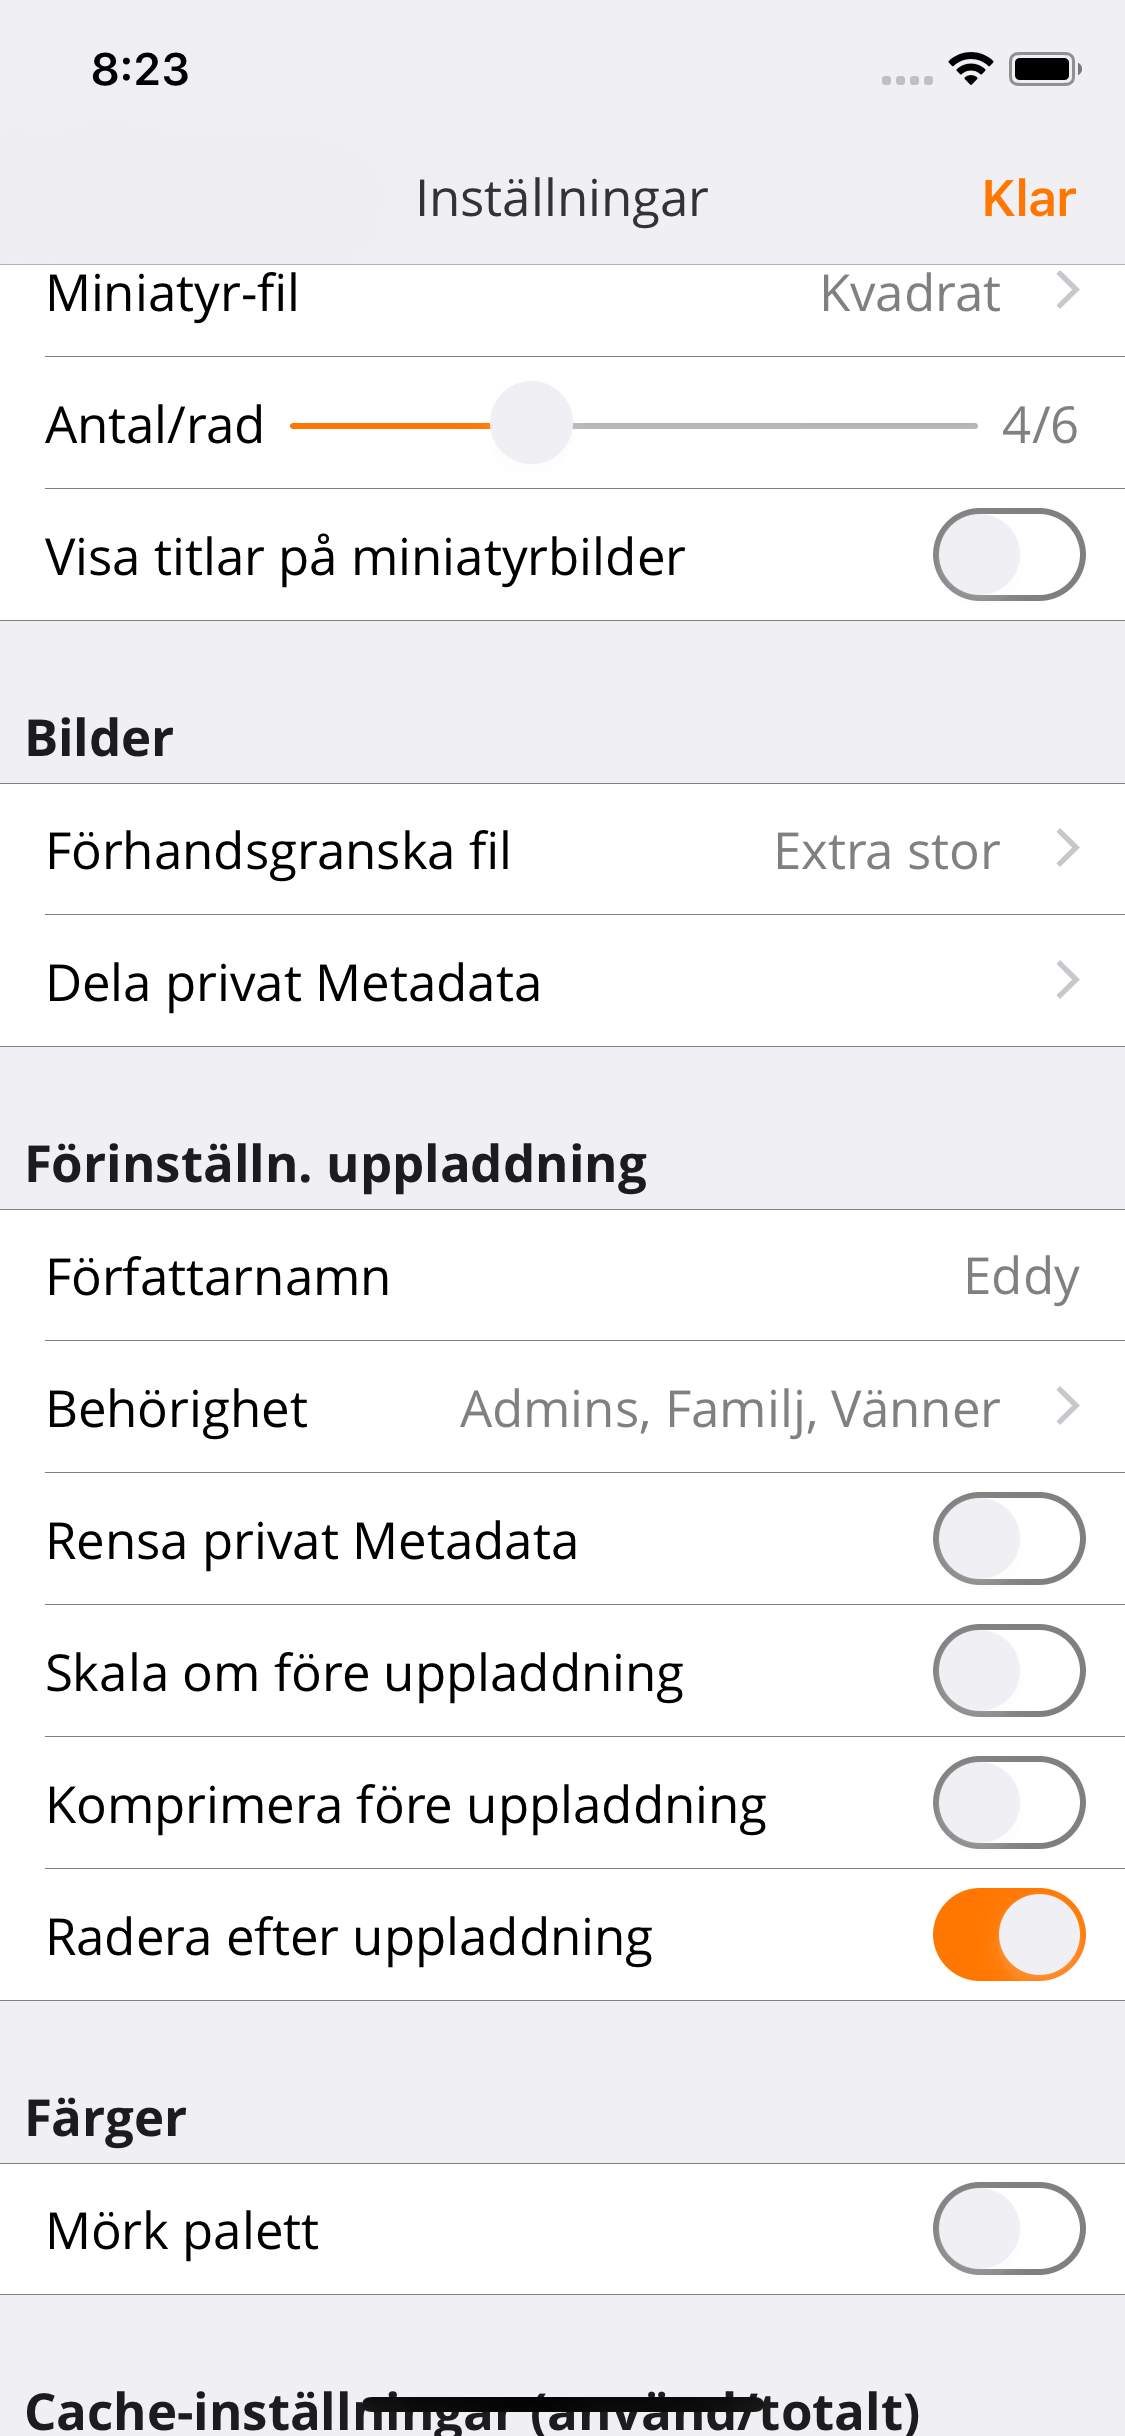 8:23
Inställningar Klar
Miniatyr-fil Kvadrat
Antal/rad 4/6
Visa titlar på miniatyrbilder
Bilder
Förhandsgranska fil Extra stor
Dela privat Metadata
Förinställn. uppladdning
Författarnamn Eddy
Behörighet Admins, Familj, Vänner
Rensa privat Metadata
Skala om före uppladdning
Komprimera före uppladdning
Radera efter uppladdning
Färger
Mörk palett
Cache-inställningar (använd/totalt)